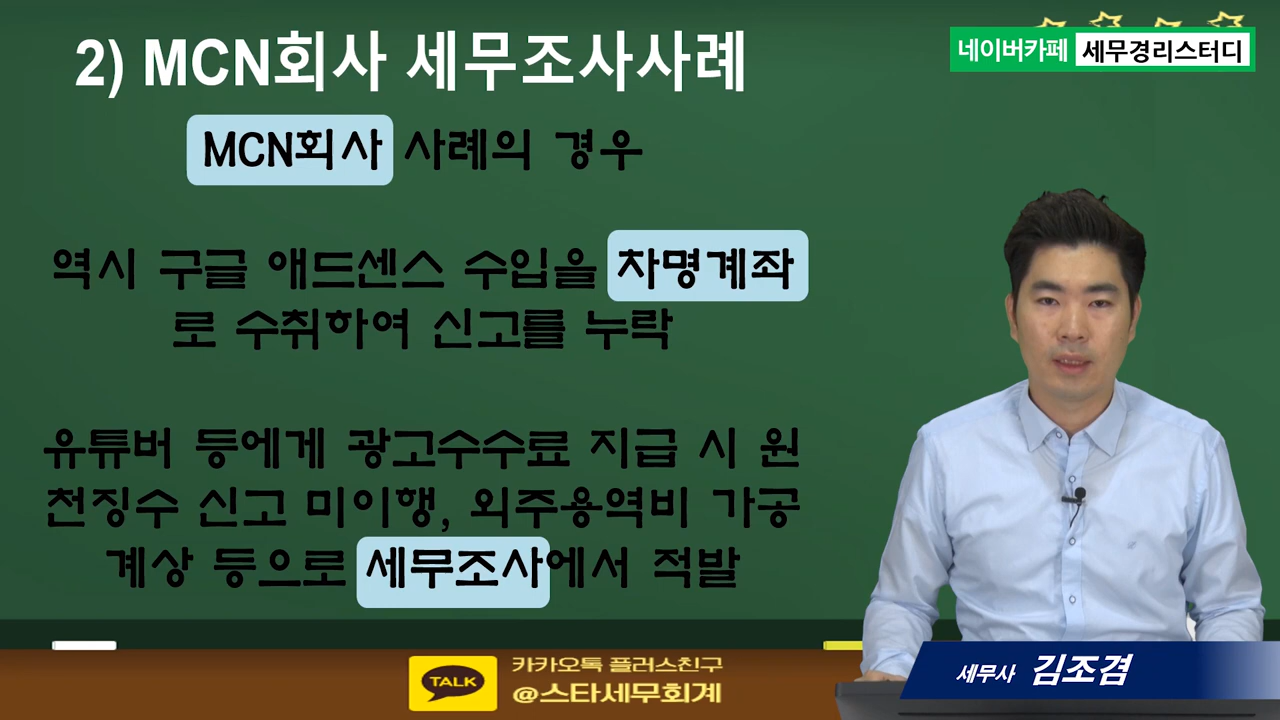 2) MCN회사 세무조사사례
네이버카페 세무경리스터디
MCN회사 사례의 경우
역시 구글 애드센스 수입을 차명계좌
로 수취하여 신고를 누락
유튜버 등에게 광고수수료 지급 시 원
천징수 신고 미이행, 외주용역비 가공
계상 등으로 세무조사에서 적발
TALK
카카오톡 플러스친구
@스타세무회계
세무사 김조겸